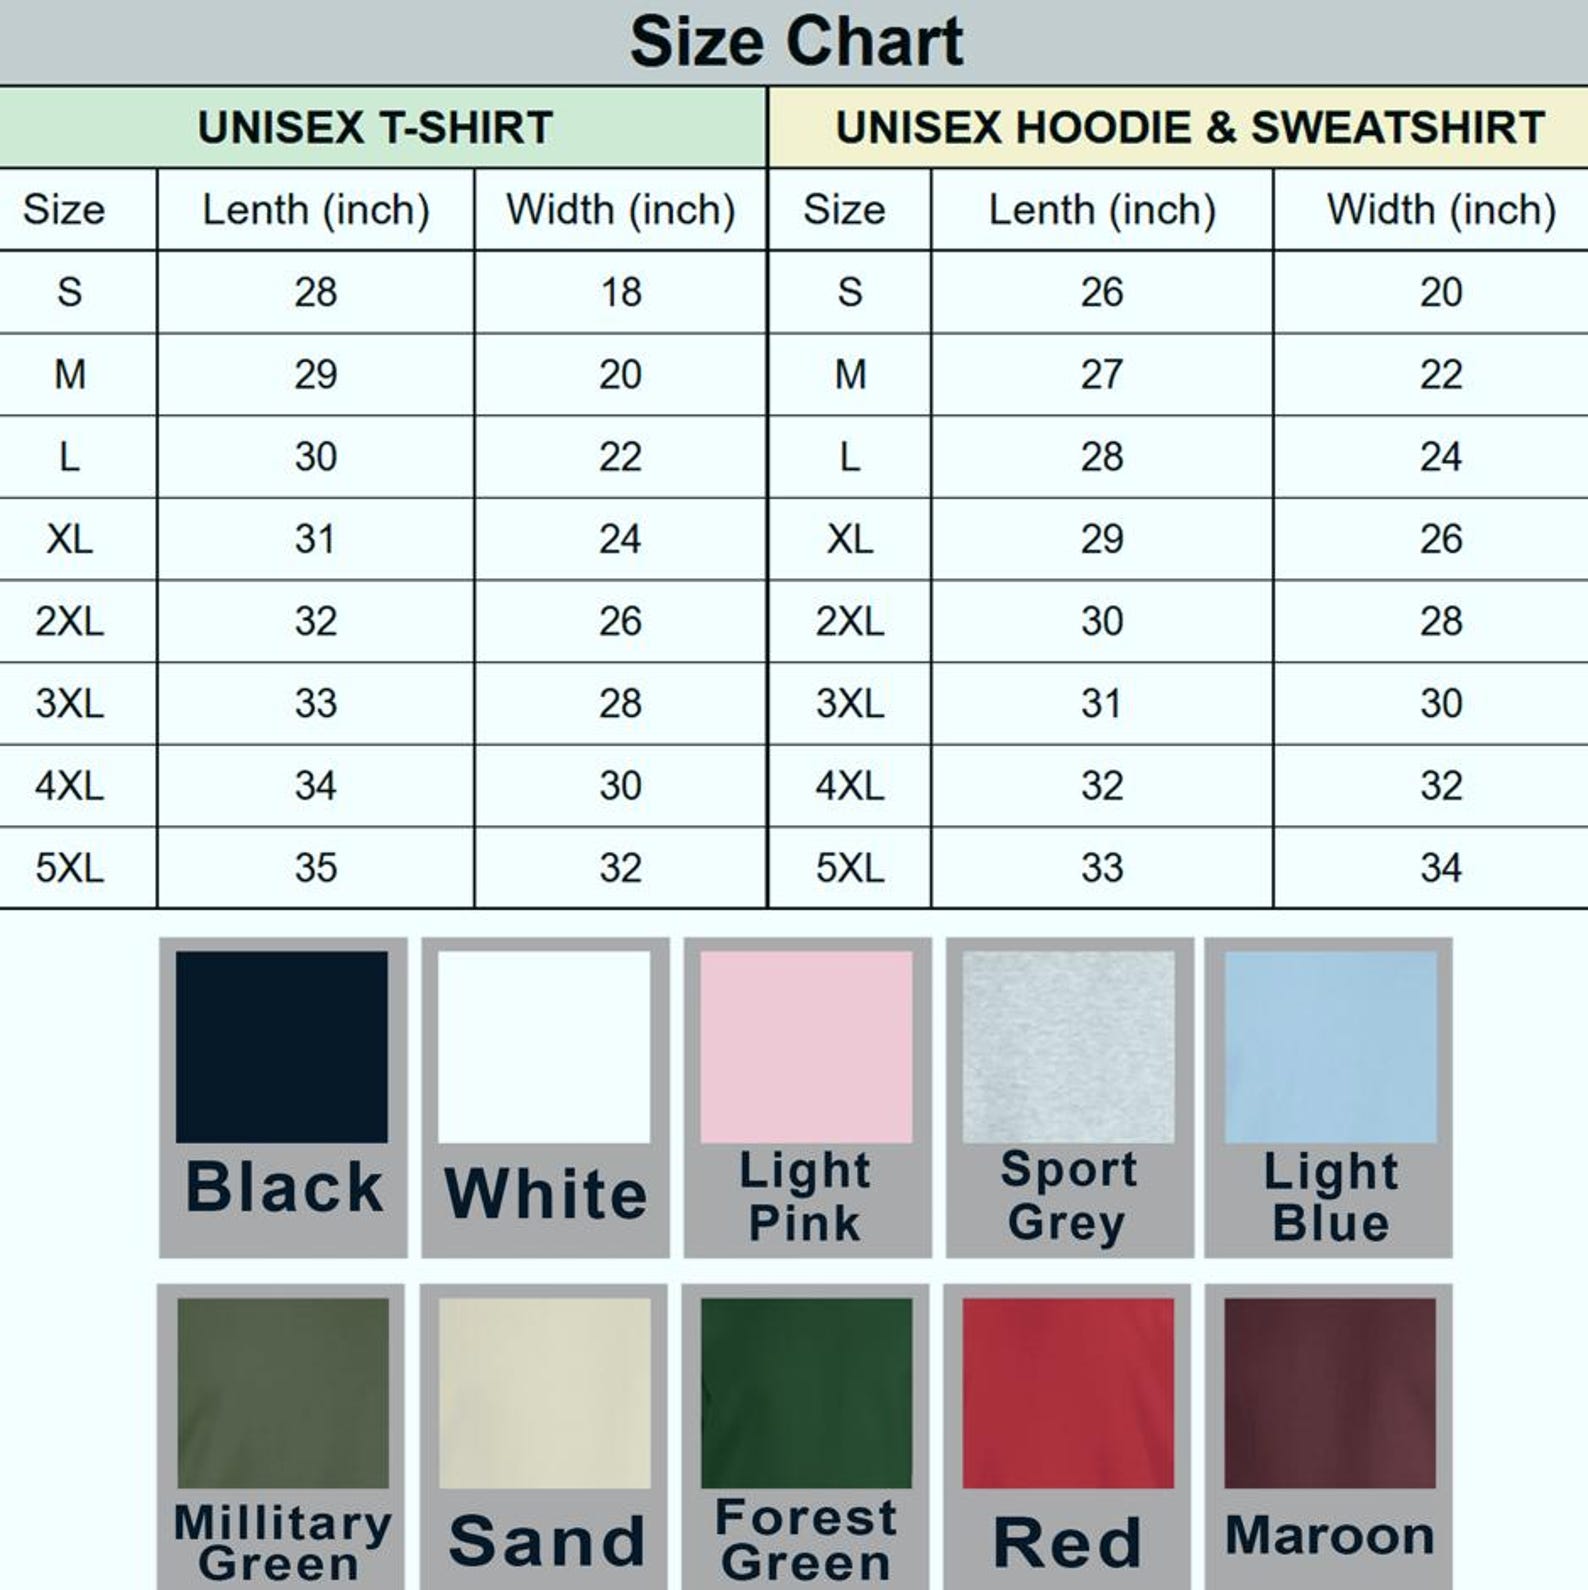 Size Chart
UNISEX T-SHIRT UNISEX HOODIE & SWEATSHIRT
Size Lenth (inch) Width (inch) Size Lenth (inch) Width (inch)
S 28 18 S 26 20
M 29 20 M 27 22
L 30 22 L 28 24
XL 31 24 XL 29 26
2XL 32 26 2XL 30 28
3XL 33 28 3XL 31 30
4XL 34 30 4XL 32 32
5XL 35 32 5XL 33 34
Black
White
Light
Pink
Sport
Grey
Light
Blue
Millitary
Green
Sand
Forest
Green
Red
Maroon